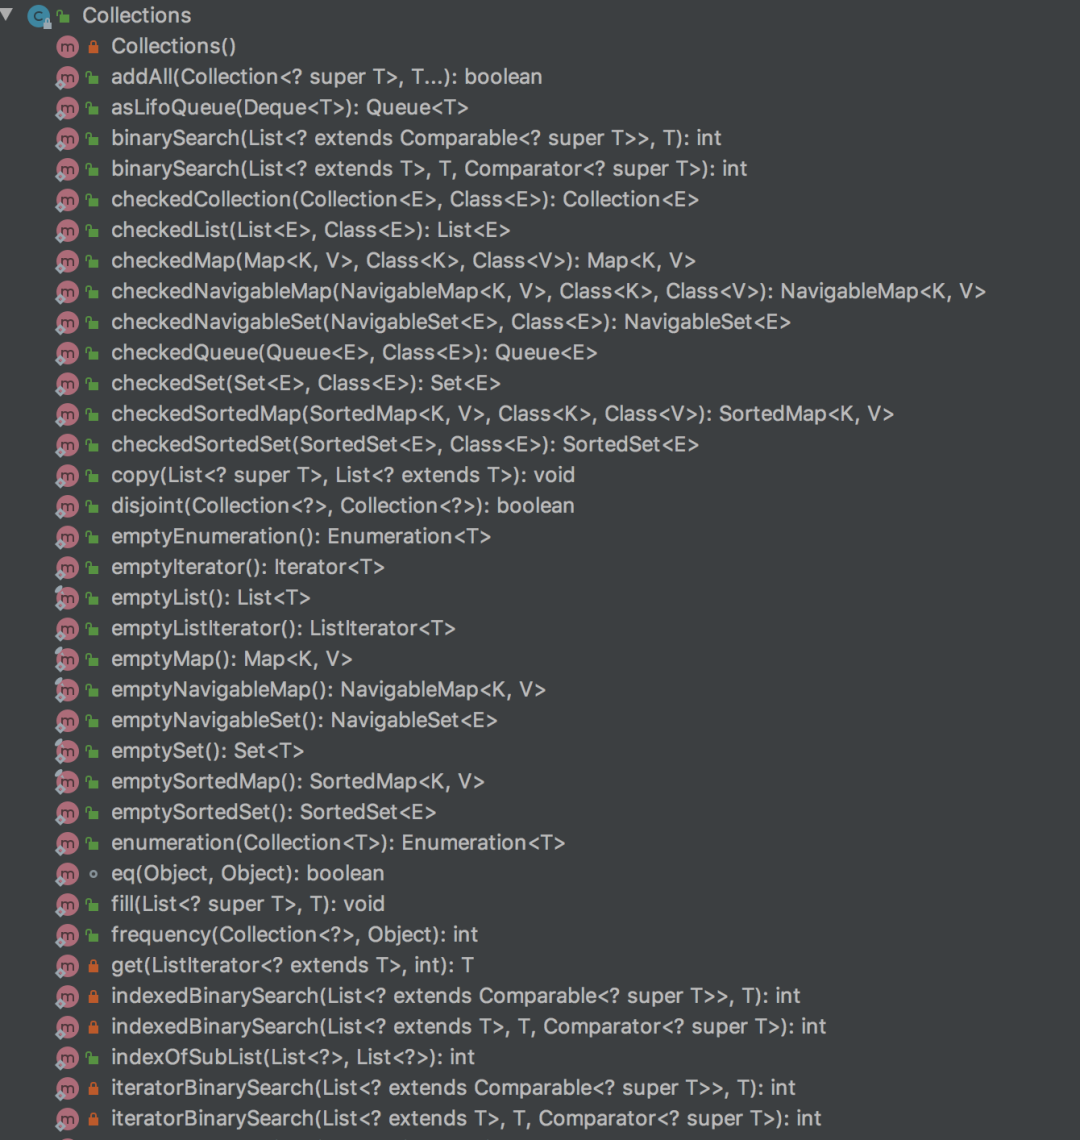 Collections
Collections()
addAll(Collection<? super T>, T...): boolean
asLifoQueue(Deque<T>): Queue<T>
binarySearch(List<? extends Comparable<? super T>>, T): int
binarySearch(List<? extends T>, T, Comparator<? super T>): int
checkedCollection(Collection<E>, Class<E>): Collection<E>
checkedList(List<E>, Class<E>): List<E>
checkedMap(Map<K, V>, Class<K>, Class<V>): Map<K, V>
checkedNavigableMap(NavigableMap<K, V>, Class<K>, Class<V>): NavigableMap<K, V>
checkedNavigableSet(NavigableSet<E>, Class<E>): NavigableSet<E>
checkedQueue(Queue<E>, Class<E>): Queue<E>
checkedSet(Set<E>, Class<E>): Set<E>
checkedSortedMap(SortedMap<K, V>, Class<K>, Class<V>): SortedMap<K, V>
checkedSortedSet(SortedSet<E>, Class<E>): SortedSet<E>
copy(List<? super T>, List<? extends T>): void
disjoint(Collection<?>, Collection<?>): boolean
emptyEnumeration(): Enumeration<T>
emptyIterator(): Iterator<T>
emptyList(): List<T>
emptyListIterator(): ListIterator<T>
emptyMap(): Map<K, V>
emptyNavigableMap(): NavigableMap<K, V>
emptyNavigableSet(): NavigableSet<E>
emptySet(): Set<T>
emptySortedMap(): SortedMap<K, V>
emptySortedSet(): SortedSet<E>
enumeration(Collection<T>): Enumeration<T>
eq(Object, Object): boolean
fill(List<? super T>, T): void
frequency(Collection<?>, Object): int
get(ListIterator<? extends T>, int): T
indexedBinarySearch(List<? extends Comparable<? super T>>, T): int
indexedBinarySearch(List<? extends T>, T, Comparator<? super T>): int
indexOfSubList(List<?>, List<?>): int
iteratorBinarySearch(List<? extends Comparable<? super T>>, T): int
iteratorBinarySearch(List<? extends T>, T, Comparator<? super T>): int